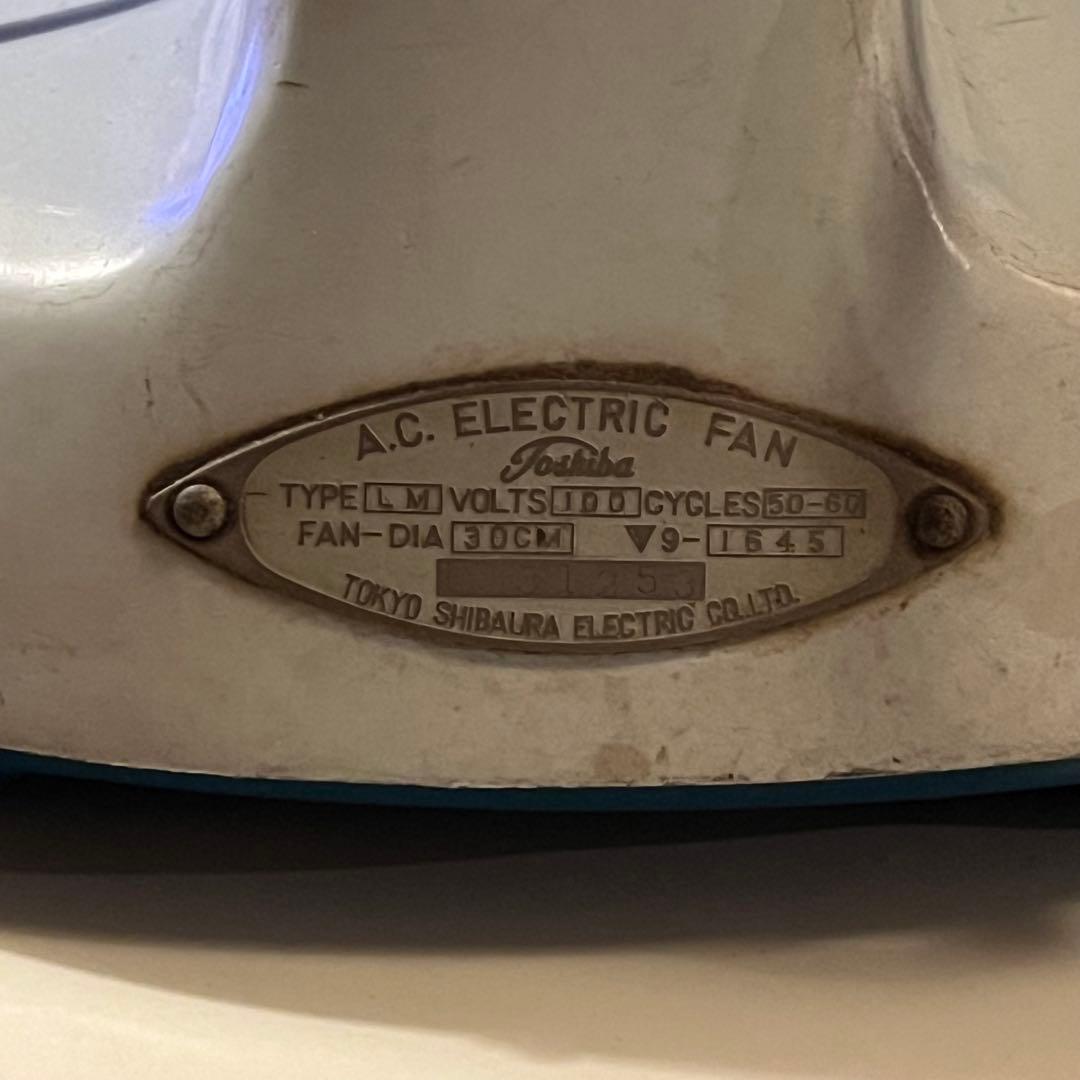 A.C. ELECTRIC FAN
Toshiba
TYPE LM VOLTS 100 CYCLES 50-60
FAN-DIA 30CM ▼9-1645
31253
TOKYO SHIBAURA ELECTRIC CO.LTD.